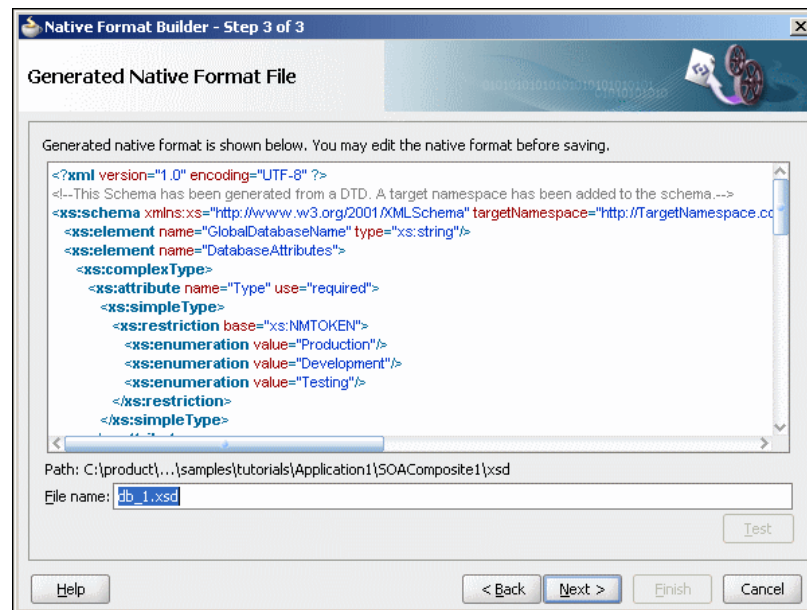 Native Format Builder - Step 3 of 3
Generated Native Format File
Generated native format is shown below. You may edit the native format before saving.
<?xml version="1.0" encoding="UTF-8" ?>
<!--This Schema has been generated from a DTD. A target namespace has been added to the schema.-->
<xs:schema xmlns:xs="http://www.w3.org/2001/XMLSchema" targetNamespace="http://TargetNamespace.cc
<xs:element name="GlobalDatabaseName" type="xs:string"/>
<xs:element name="DatabaseAttributes">
<xs:complexType>
<xs:attribute name="Type" use="required">
<xs:simpleType>
<xs:restriction base="xs:NMTOKEN">
<xs:enumeration value="Production"/>
<xs:enumeration value="Development"/>
<xs:enumeration value="Testing"/>
</xs:restriction>
</xs:simpleType>
Path: C:\product\...\samples\tutorials\Application1\SOAComposite1\xsd
File name: db_1.xsd
Test
Help
< Back
Next >
Finish
Cancel